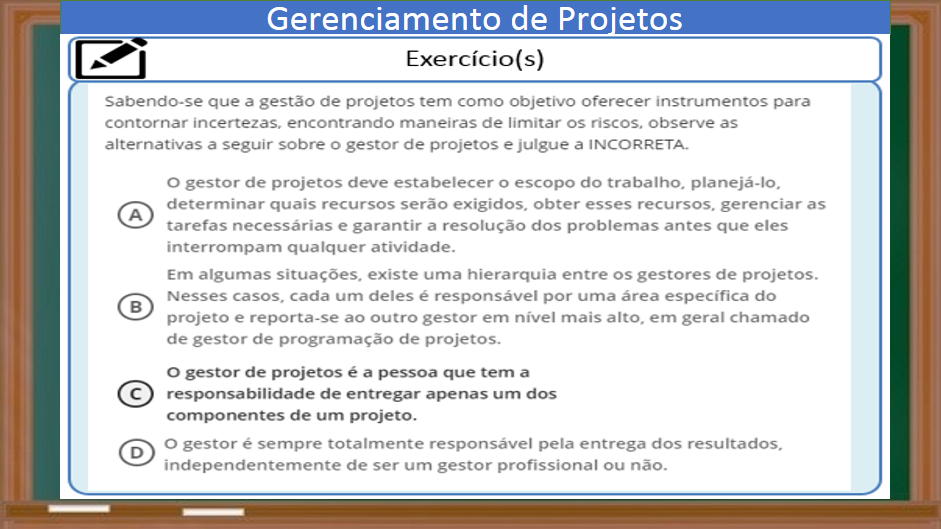 Gerenciamento de Projetos
Exercício(s)
Sabendo-se que a gestão de projetos tem como objetivo oferecer instrumentos para
contornar incertezas, encontrando maneiras de limitar os riscos, observe as
alternativas a seguir sobre o gestor de projetos e julgue a INCORRETA.
A
O gestor de projetos deve estabelecer o escopo do trabalho, planejá-lo,
determinar quais recursos serão exigidos, obter esses recursos, gerenciar as
tarefas necessárias e garantir a resolução dos problemas antes que eles
interrompam qualquer atividade.
B
Em algumas situações, existe uma hierarquia entre os gestores de projetos.
Nesses casos, cada um deles é responsável por uma área específica do
projeto e reporta-se ao outro gestor em nível mais alto, em geral chamado
de gestor de programação de projetos.
C
O gestor de projetos é a pessoa que tem a
responsabilidade de entregar apenas um dos
componentes de um projeto.
D
O gestor é sempre totalmente responsável pela entrega dos resultados,
independentemente de ser um gestor profissional ou não.